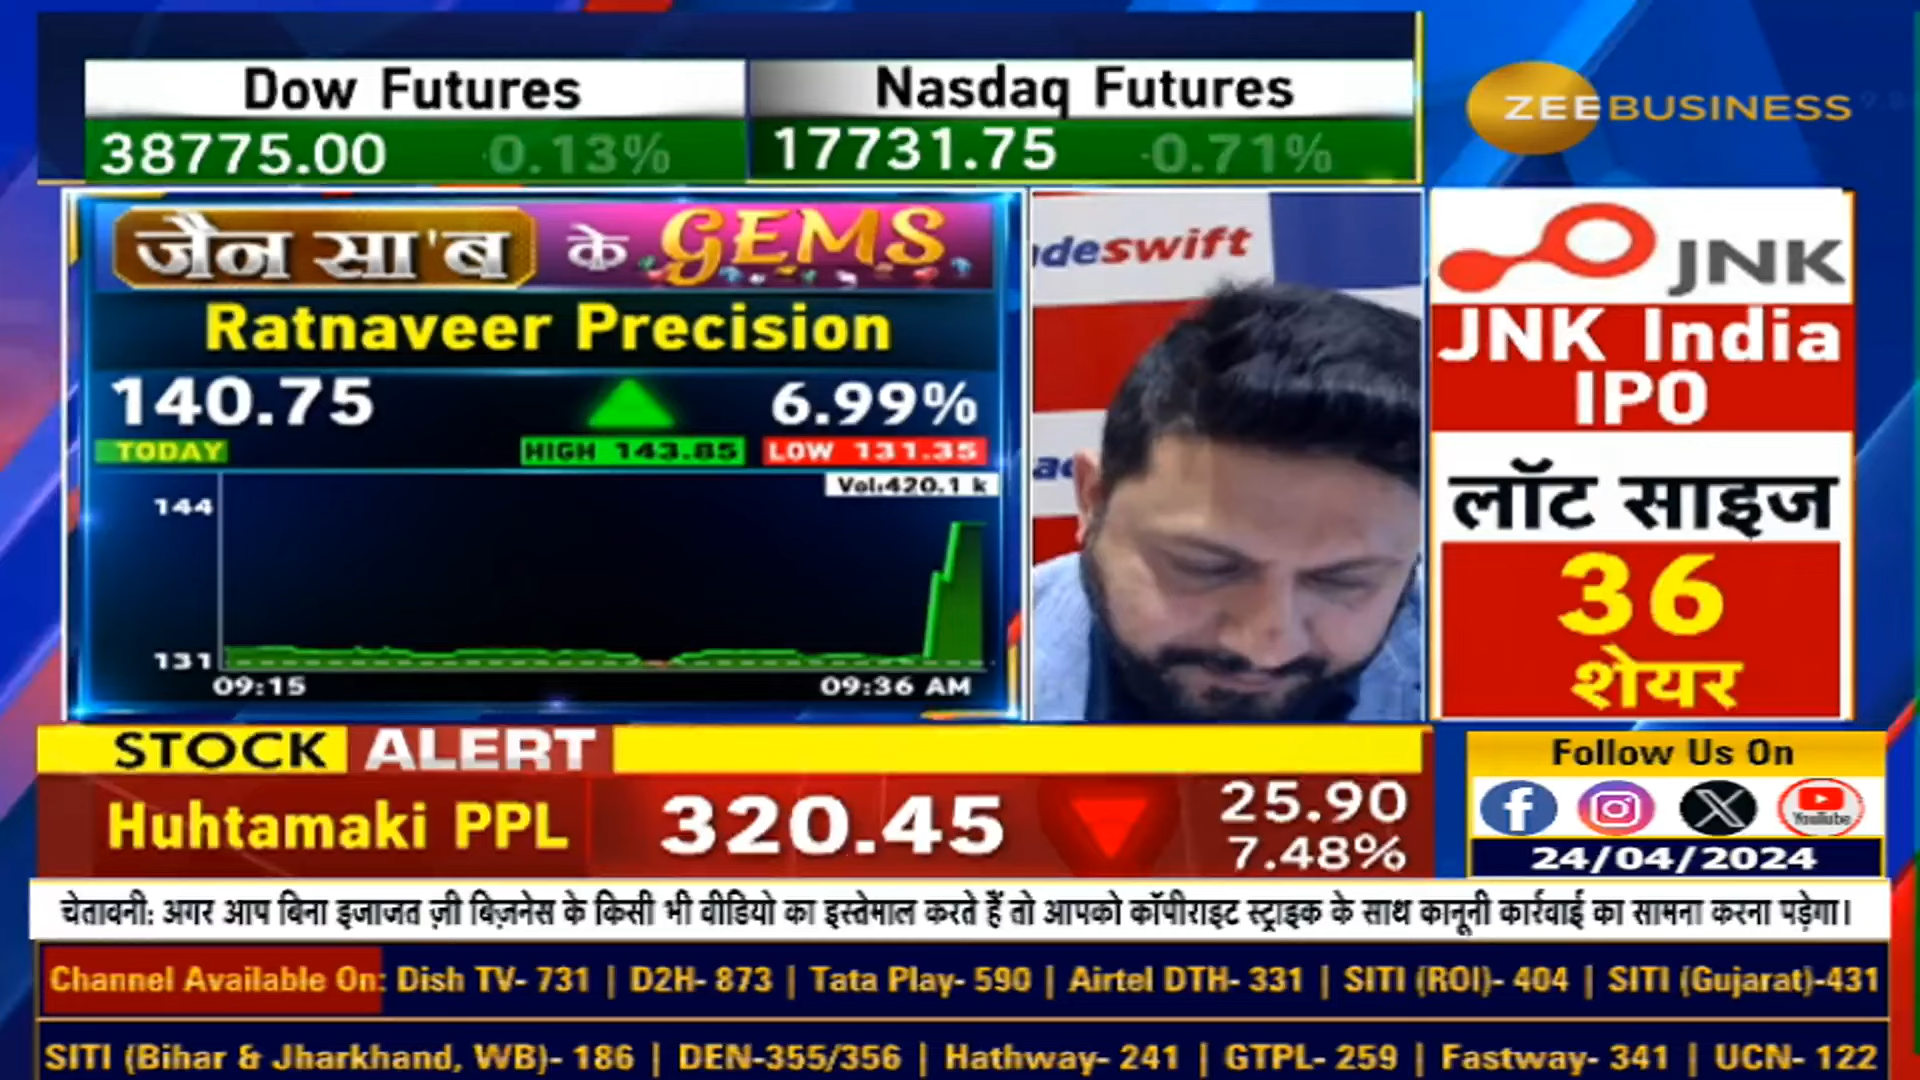 Dow Futures
38775.00 0.13%
Nasdaq Futures
17731.75 0.71%
ZEEBUSINESS
जैन सा'ब के GEMS
Ratnaveer Precision
140.75 6.99%
TODAY HIGH 143.85 LOW 131.35
Vol:420.1 k
144
131
09:15 09:36 AM
deswift
JNK
JNK India
IPO
लॉट साइज
36
शेयर
STOCK ALERT
Huhtamaki PPL 320.45 25.90
7.48%
Follow Us On
YouTube
24/04/2024
चेतावनी: अगर आप बिना इजाजत ज़ी बिज़नेस के किसी भी वीडियो का इस्तेमाल करते हैं तो आपको कॉपीराइट स्ट्राइक के साथ कानूनी कार्रवाई का सामना करना पड़ेगा।
Channel Available On: Dish TV- 731 | D2H- 873 | Tata Play- 590 | Airtel DTH- 331 | SITI (ROI)- 404 | SITI (Gujarat)-431
SITI (Bihar & Jharkhand, WB)- 186 | DEN-355/356 | Hathway- 241 | GTPL- 259 | Fastway- 341 | UCN- 122